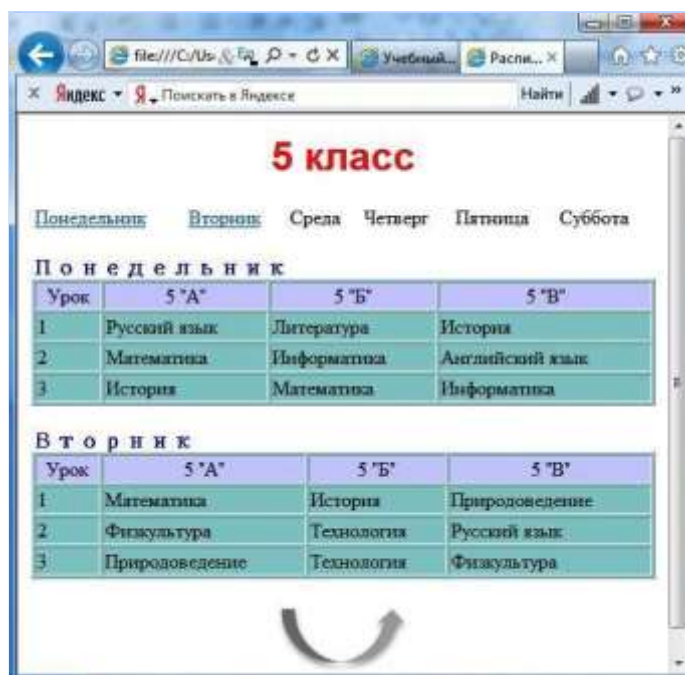 file:///C:/Us
Учебный...
Распи...
Яндекс
Поискать в Яндексе
Найти
5 класс
Понедельник Вторник Среда Четверг Пятница Суббота
Понедельник
Урок 5 "А" 5 "Б" 5 "В"
1 Русский язык Литература История
2 Математика Информатика Английский язык
3 История Математика Информатика
Вторник
Урок 5 "А" 5 "Б" 5 "В"
1 Математика История Природоведение
2 Физкультура Технология Русский язык
3 Природоведение Технология Физкультура